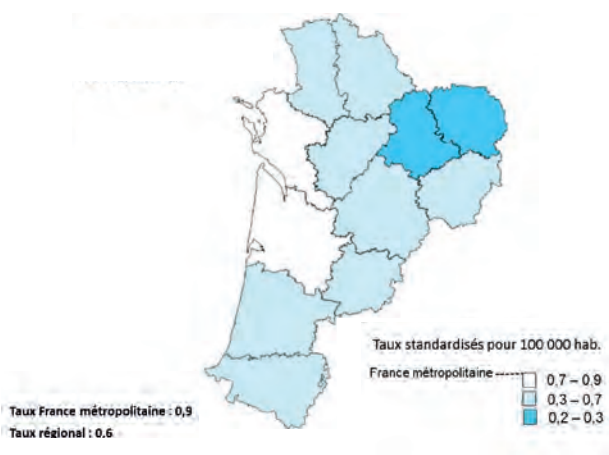 Taux standardisés pour 100 000 hab.
France métropolitaine
0,7 – 0,9
0,3 – 0,7
0,2 – 0,3
Taux France métropolitaine : 0,9
Taux régional : 0,6